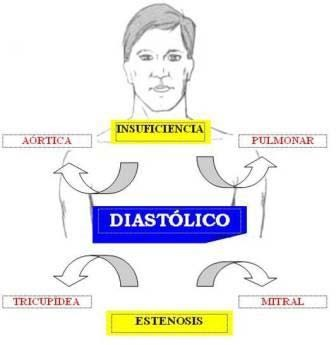 INSUFICIENCIA
AÓRTICA
PULMONAR
DIASTÓLICO
TRICUPÍDEA
MITRAL
ESTENOSIS